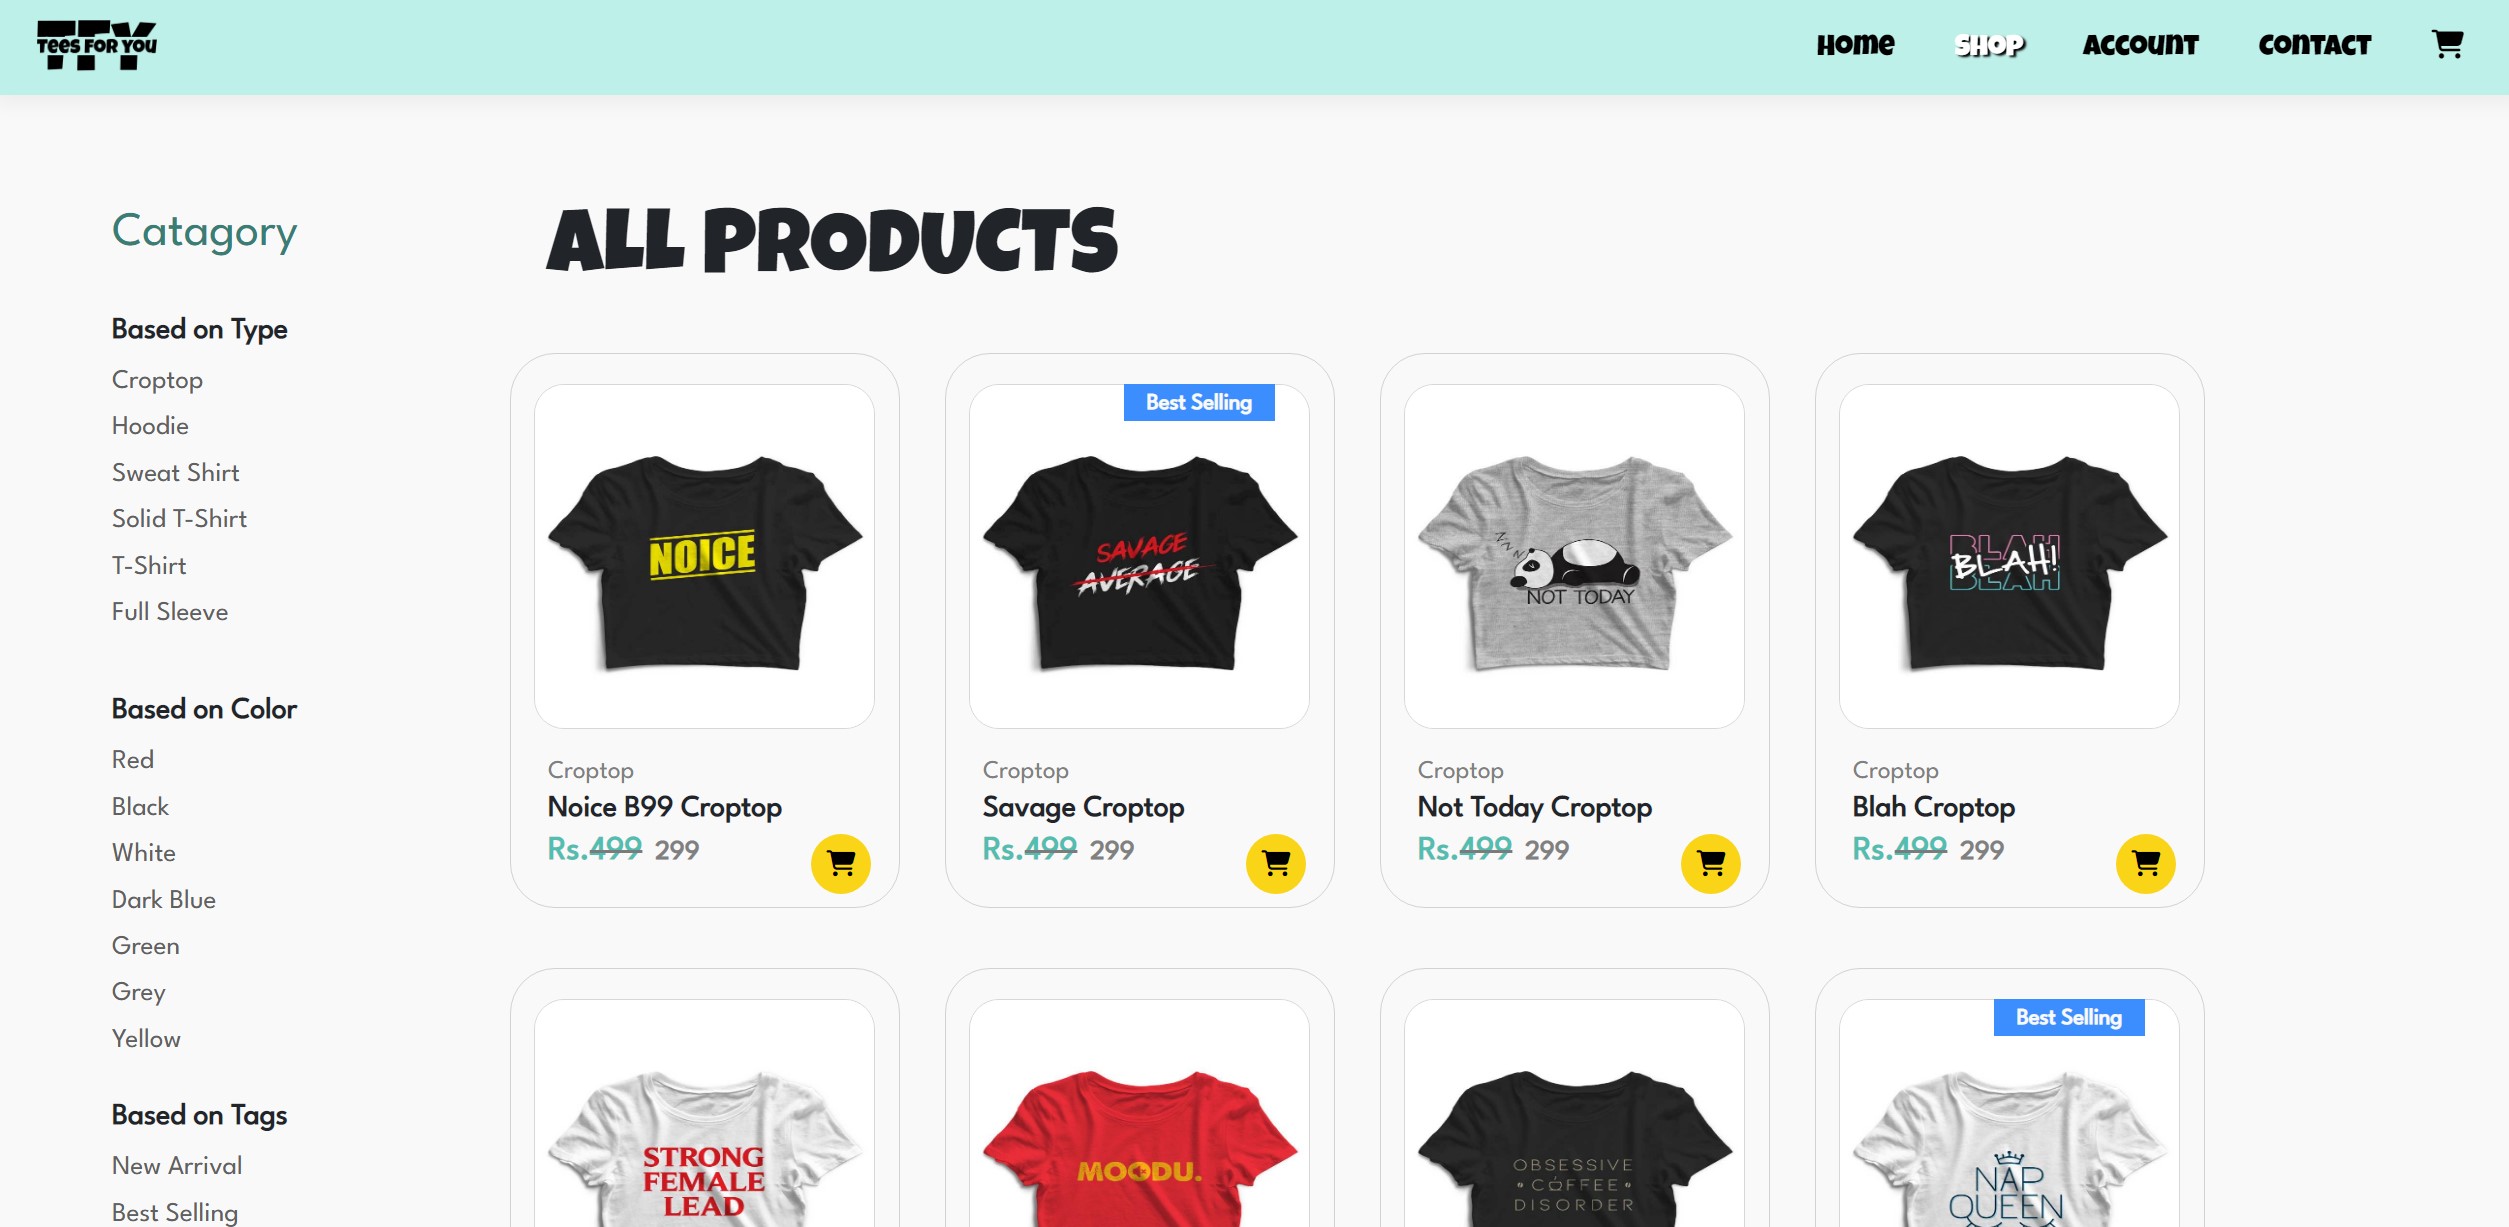 TFY
Tees For You
Home
SHOP
Account
Contact
Catagory
Based on Type
Croptop
Hoodie
Sweat Shirt
Solid T-Shirt
T-Shirt
Full Sleeve
Based on Color
Red
Black
White
Dark Blue
Green
Grey
Yellow
Based on Tags
New Arrival
Best Selling
ALL PRODUCTS
NOICE
Croptop
Noice B99 Croptop
Rs.499 299
Best Selling
SAVAGE
AVERAGE
Croptop
Savage Croptop
Rs.499 299
ZZZZ
NOT TODAY
Croptop
Not Today Croptop
Rs.499 299
BLAH
BLAH!
BLAH
Croptop
Blah Croptop
Rs.499 299
STRONG
FEMALE
LEAD
MOODU.
OBSESSIVE
COFFEE
DISORDER
Best Selling
NAP
QUEEN